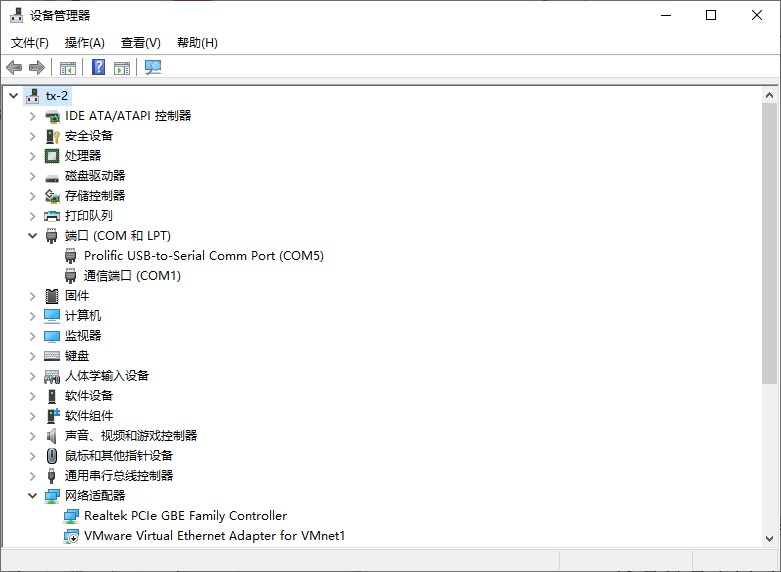 设备管理器
文件(F) 操作(A) 查看(V) 帮助(H)
tx-2
IDE ATA/ATAPI 控制器
安全设备
处理器
磁盘驱动器
存储控制器
打印队列
端口 (COM 和 LPT)
Prolific USB-to-Serial Comm Port (COM5)
通信端口 (COM1)
固件
计算机
监视器
键盘
人体学输入设备
软件设备
软件组件
声音、视频和游戏控制器
鼠标和其他指针设备
通用串行总线控制器
网络适配器
Realtek PCIe GBE Family Controller
VMware Virtual Ethernet Adapter for VMnet1